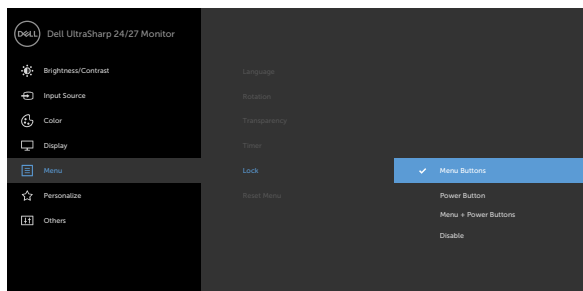 DELL Dell UltraSharp 24/27 Monitor
Brightness/Contrast
Input Source
Color
Display
Menu
Personalize
Others
Language
Rotation
Transparency
Timer
Lock
Reset Menu
Menu Buttons
Power Button
Menu + Power Buttons
Disable